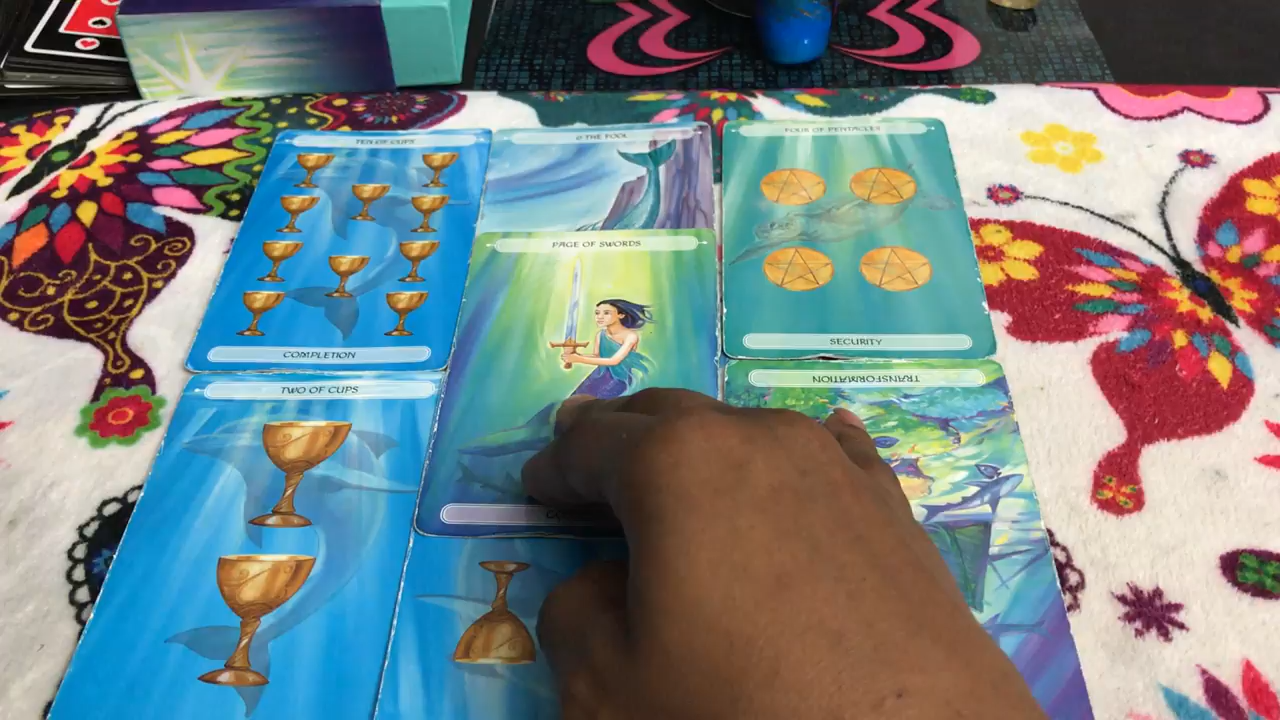 TEN OF CUPS
0 THE FOOL
FOUR OF PENTACLES
PAGE OF SWORDS
COMPLETION
SECURITY
TWO OF CUPS
TRANSFORMATION